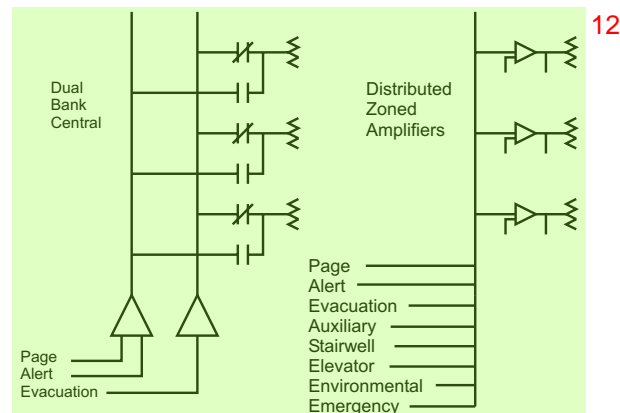 12
Dual
Bank
Central
Page
Alert
Evacuation
Distributed
Zoned
Amplifiers
Page
Alert
Evacuation
Auxiliary
Stairwell
Elevator
Environmental
Emergency